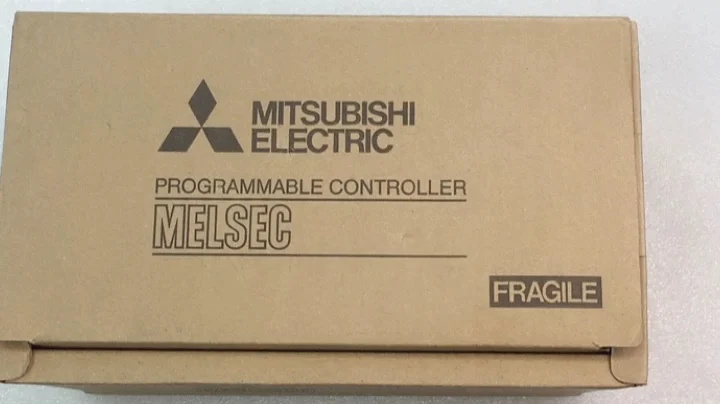 MITSUBISHI
ELECTRIC
PROGRAMMABLE CONTROLLER
MELSEC
FRAGILE